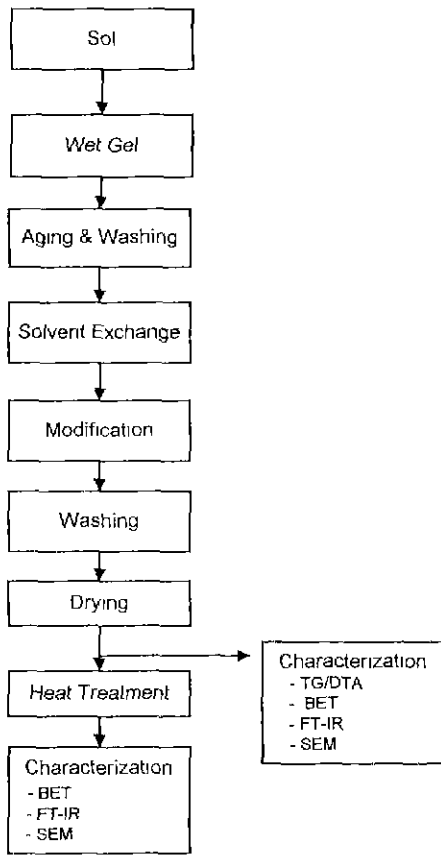 Sol
Wet Gel
Aging & Washing
Solvent Exchange
Modification
Washing
Drying
Heat Treatment
Characterization
- TG/DTA
- BET
- FT-IR
- SEM
Characterization
- BET
- FT-IR
- SEM